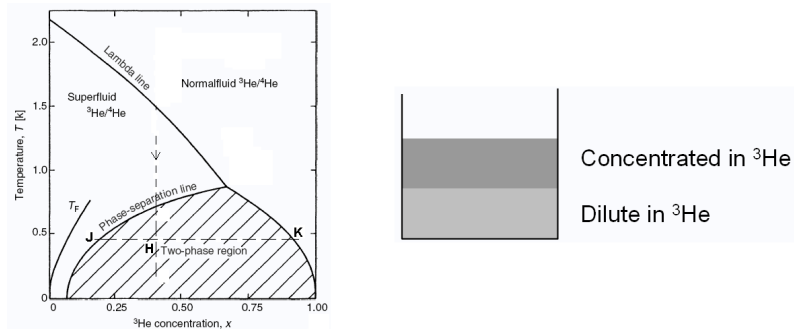 2.0
1.5
1.0
0.5
0
Temperature, T [k]
Lambda line
Normalfluid ³He/⁴He
Superfluid
³He/⁴He
T_F
Phase-separation line
J
H
K
Two-phase region
0
0.25
0.50
0.75
1.00
³He concentration, x
Concentrated in ³He
Dilute in ³He